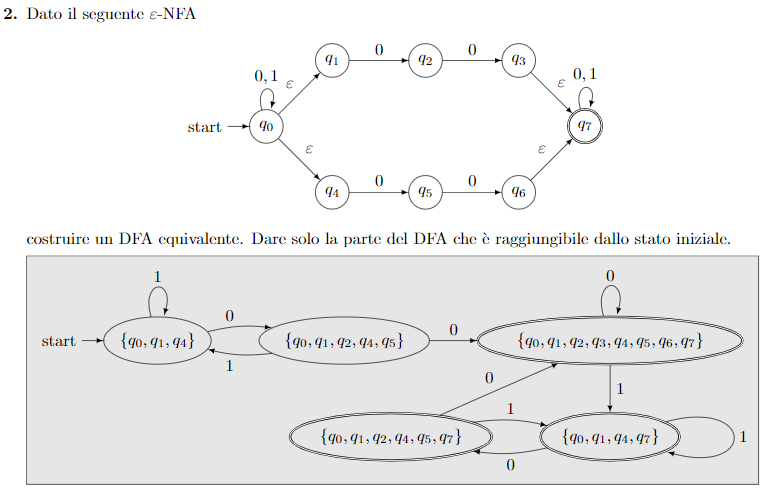 2. Dato il seguente ε-NFA
q1 0 q2 0 q3
0, 1 ε ε 0, 1
start q0 q7
ε ε
q4 0 q5 0 q6
costruire un DFA equivalente. Dare solo la parte del DFA che è raggiungibile dallo stato iniziale.
1 0
0 0
start {q0, q1, q4} {q0, q1, q2, q4, q5} {q0, q1, q2, q3, q4, q5, q6, q7}
1
0 1
1
{q0, q1, q2, q4, q5, q7} {q0, q1, q4, q7} 1
0